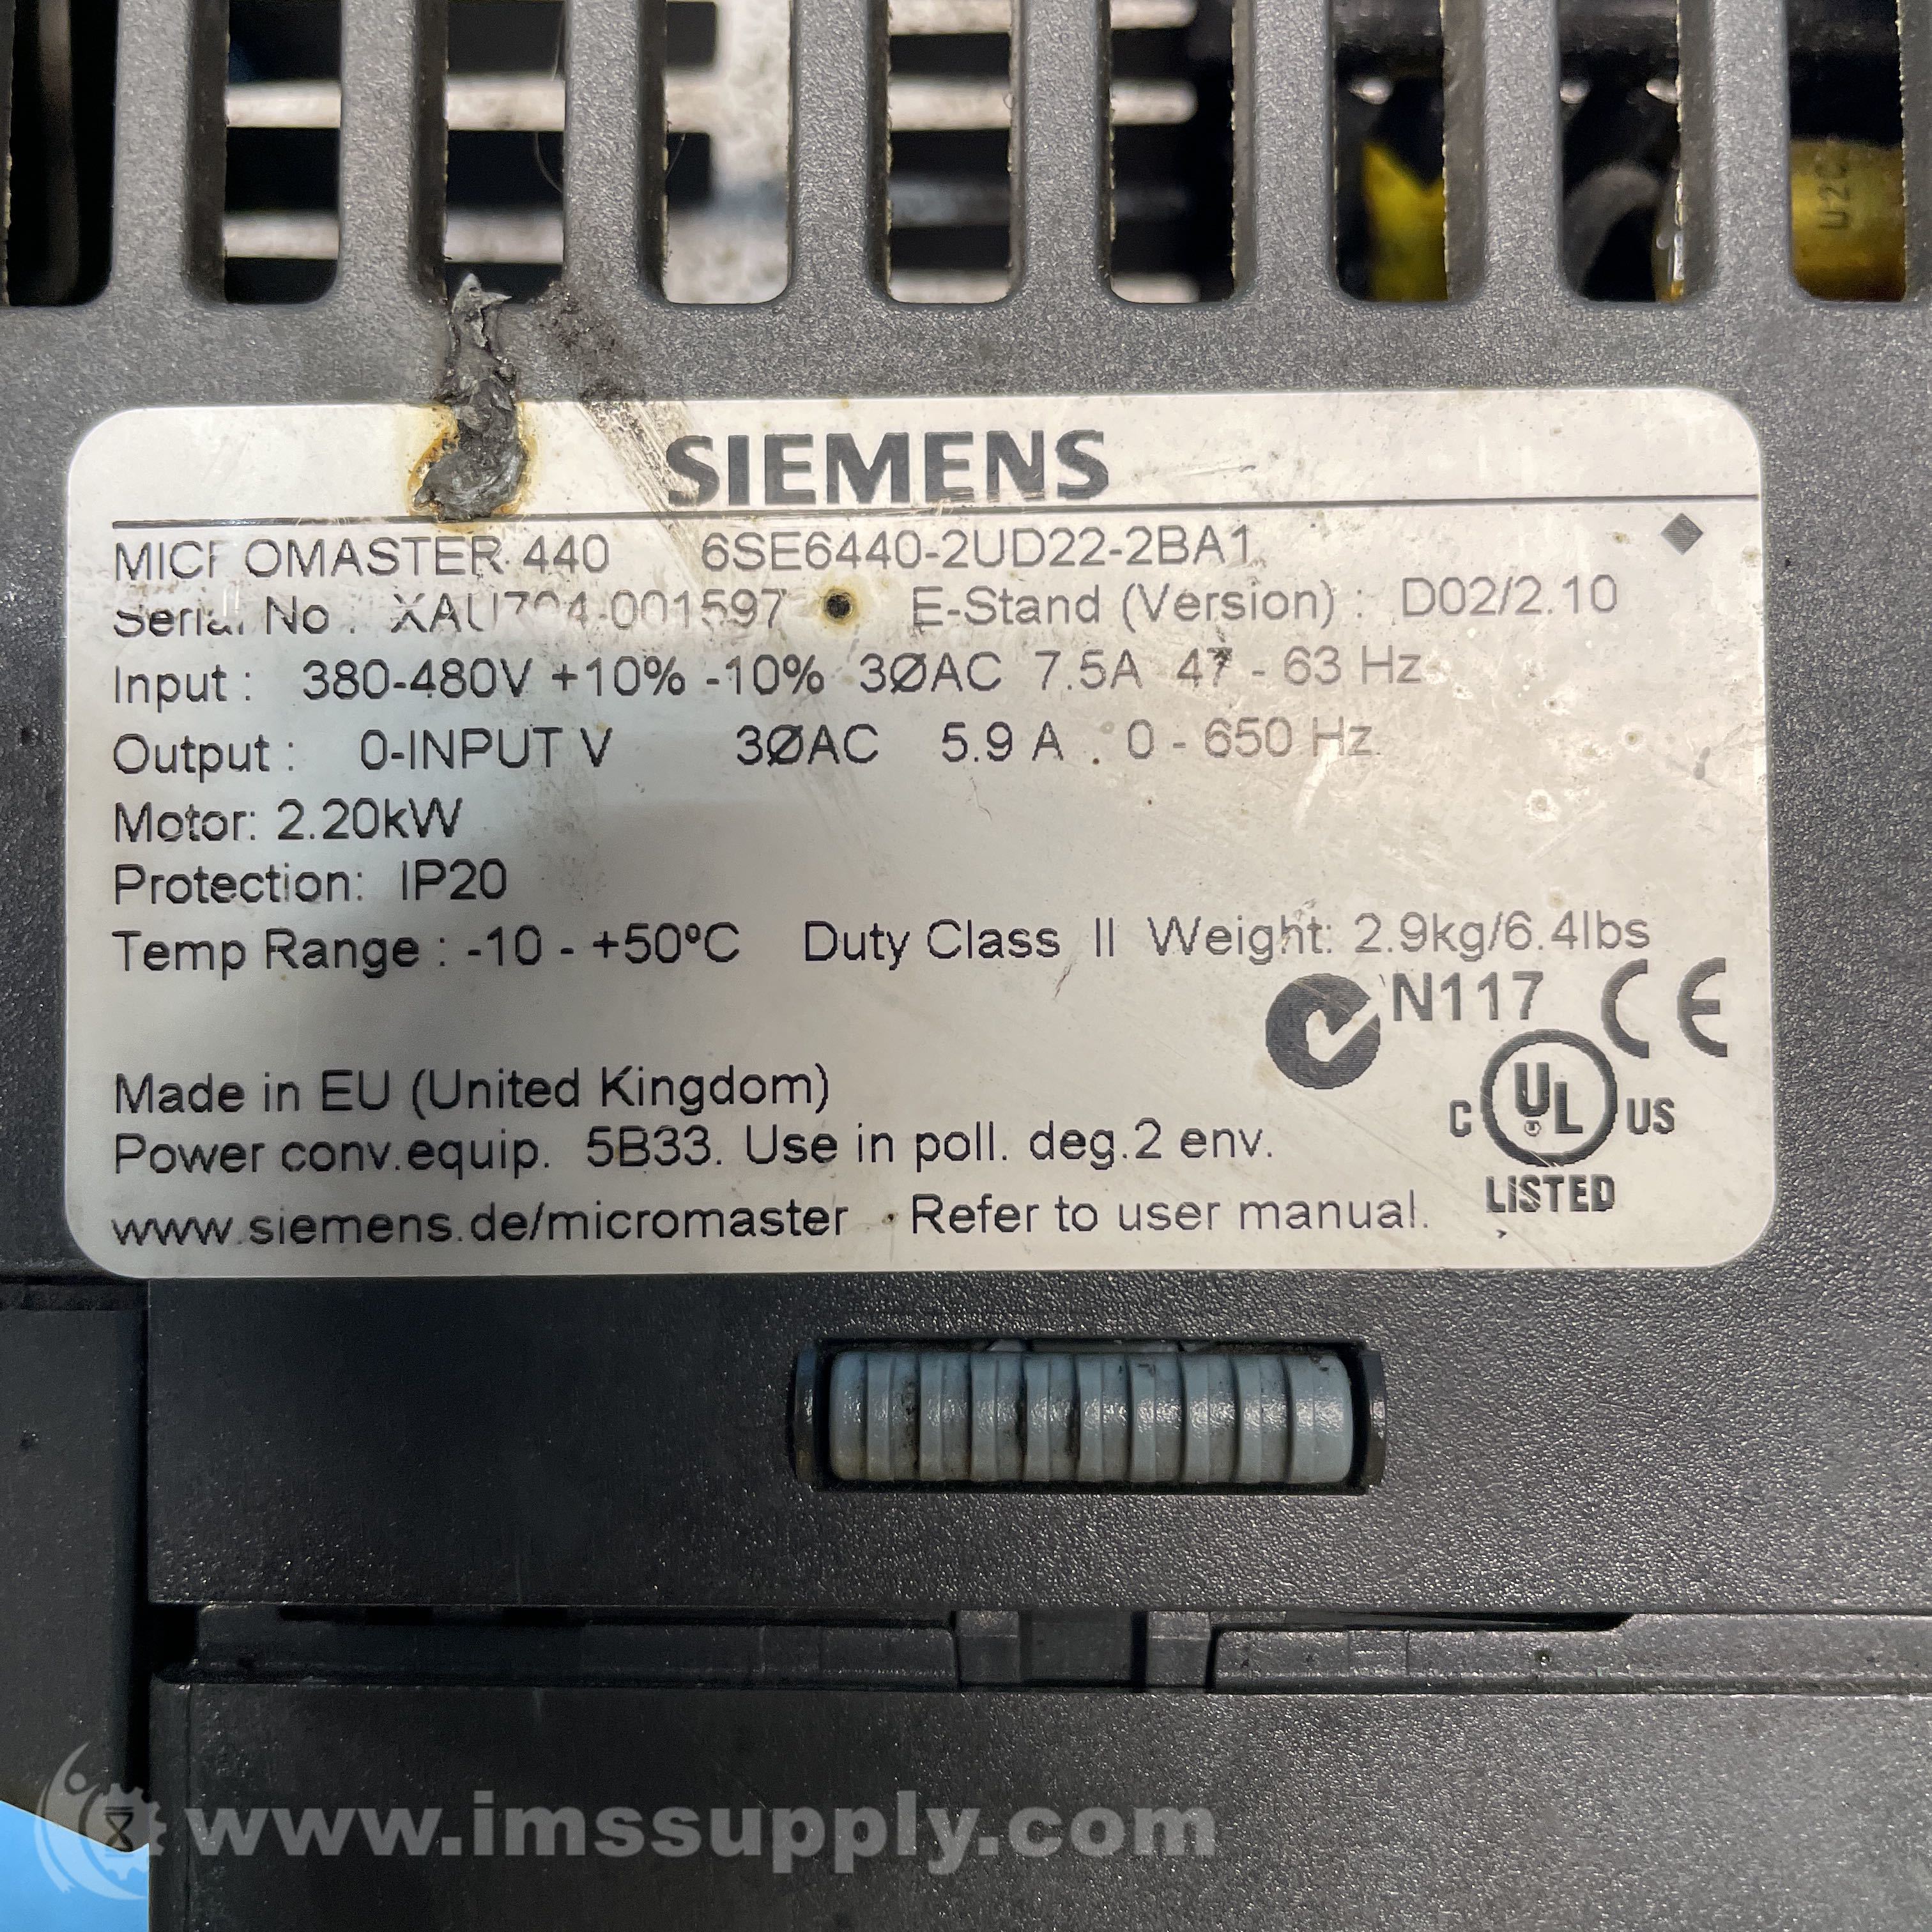 SIEMENS
MICROMASTER 440 6SE6440-2UD22-2BA1
Serial No : E-Stand (Version) : D02/2.10
Input : 380-480V +10% -10% 3ØAC 7.5A 47 - 63 Hz
Output : 0-INPUT V 3ØAC 5.9 A 0 - 650 Hz
Motor: 2.20kW
Protection: IP20
Temp Range : -10 - +50ºC Duty Class II Weight: 2.9kg/6.4lbs
N117 CE
Made in EU (United Kingdom)
C UL US
Power conv.equip. 5B33. Use in poll. deg.2 env.
LISTED
www.siemens.de/micromaster Refer to user manual.
www.imssupply.com